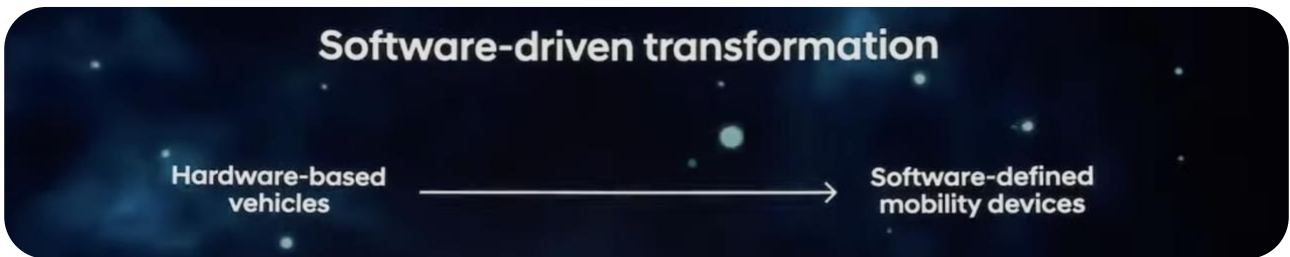 Software-driven transformation
Hardware-based
vehicles
Software-defined
mobility devices